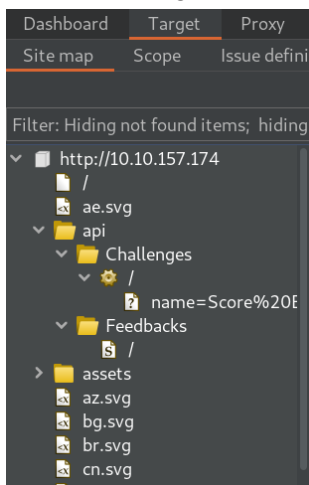 Dashboard Target Proxy
Site map Scope Issue defini
Filter: Hiding not found items; hiding
http://10.10.157.174
/
ae.svg
api
Challenges
/
name=Score%20E
Feedbacks
/
assets
az.svg
bg.svg
br.svg
cn.svg